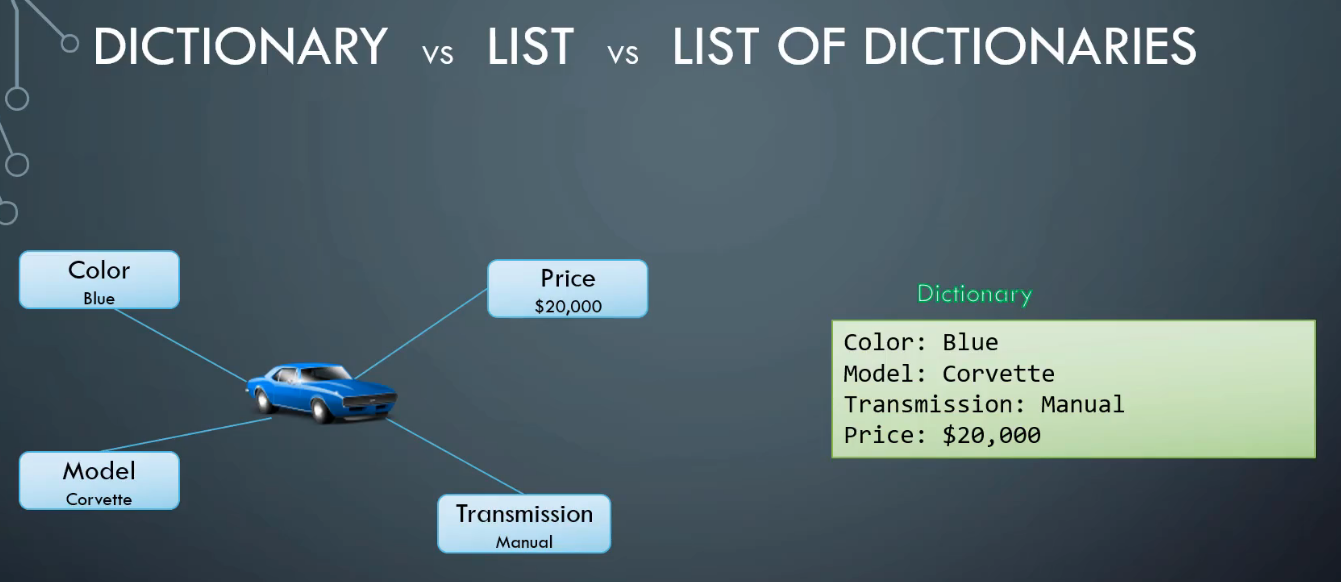 DICTIONARY vs LIST vs LIST OF DICTIONARIES
Color
Blue
Price
$20,000
Model
Corvette
Transmission
Manual
Dictionary
Color: Blue
Model: Corvette
Transmission: Manual
Price: $20,000